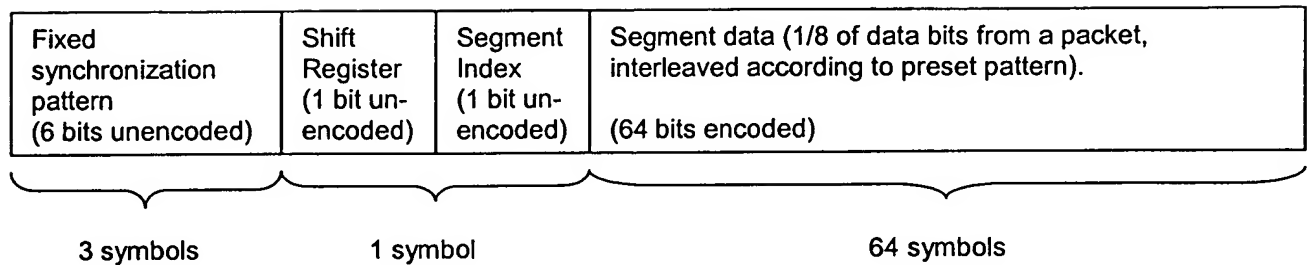 Fixed
synchronization
pattern
(6 bits unencoded)
Shift
Register
(1 bit un-
encoded)
Segment
Index
(1 bit un-
encoded)
Segment data (1/8 of data bits from a packet,
interleaved according to preset pattern).
(64 bits encoded)
3 symbols
1 symbol
64 symbols